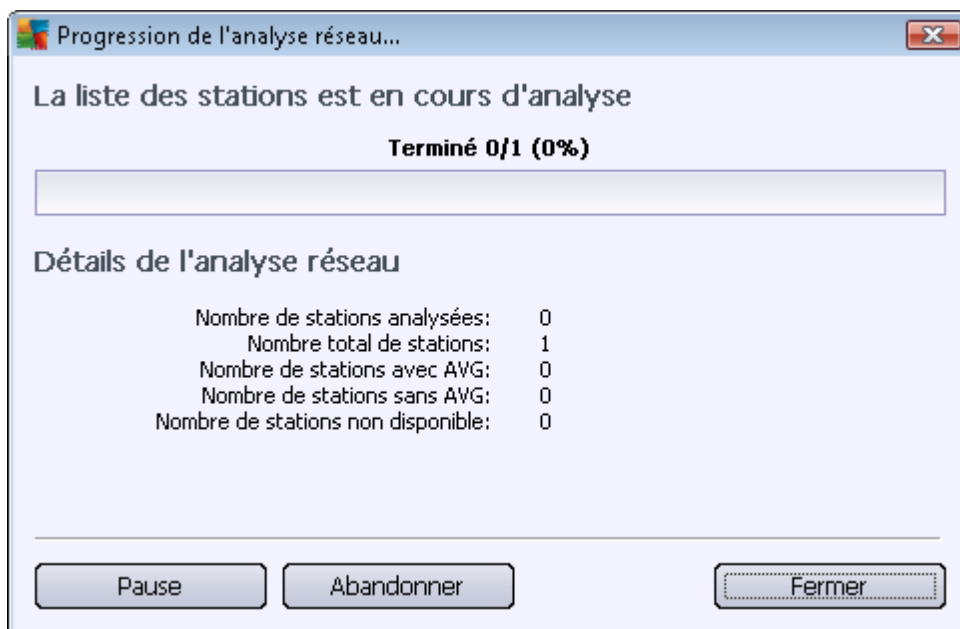 Progression de l'analyse réseau...
La liste des stations est en cours d'analyse
Terminé 0/1 (0%)
Détails de l'analyse réseau
Nombre de stations analysées: 0
Nombre total de stations: 1
Nombre de stations avec AVG: 0
Nombre de stations sans AVG: 0
Nombre de stations non disponible: 0
Pause Abandonner Fermer